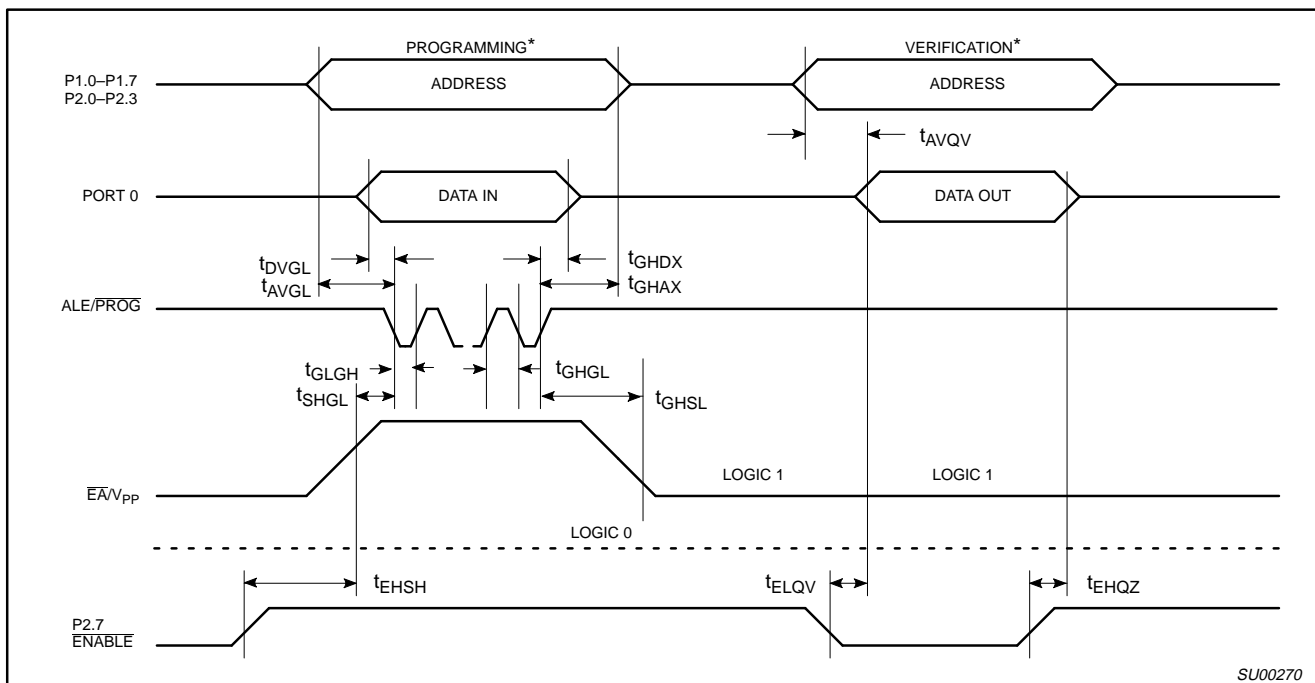 PROGRAMMING*
VERIFICATION*
P1.0–P1.7
P2.0–P2.3
ADDRESS
ADDRESS
tAVQV
PORT 0
DATA IN
DATA OUT
tDVGL
tGHDX
tAVGL
tGHAX
ALE/PROG
tGLGH
tGHGL
tSHGL
tGHSL
LOGIC 1
LOGIC 1
EA/VPP
LOGIC 0
tEHSH
tELQV
tEHQZ
P2.7
ENABLE
SU00270